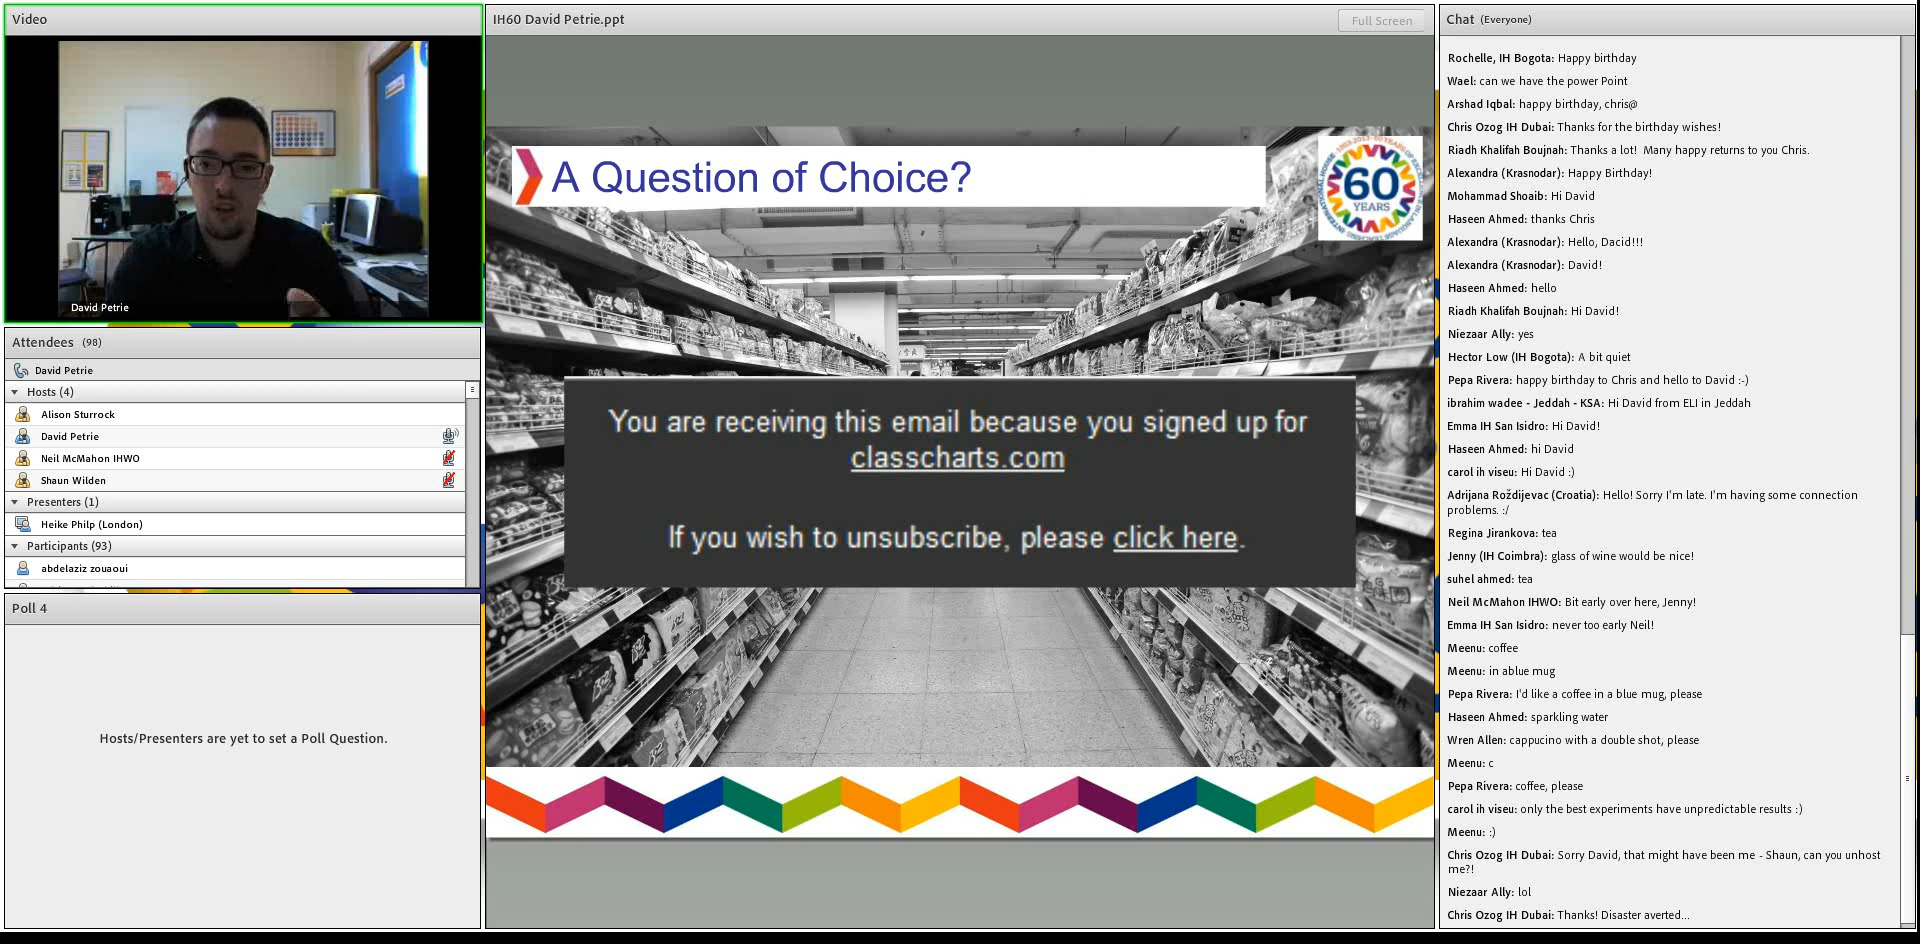 Video
David Petrie
Attendees (98)
David Petrie
Hosts (4)
Alison Sturrock
David Petrie
Neil McMahon IHWO
Shaun Wilden
Presenters (1)
Heike Philp (London)
Participants (93)
abdelaziz zouaoui
Poll 4
Hosts/Presenters are yet to set a Poll Question.
IH60 David Petrie.ppt
Full Screen
A Question of Choice?
60
YEARS
You are receiving this email because you signed up for
classcharts.com
If you wish to unsubscribe, please click here.
Chat (Everyone)
Rochelle, IH Bogota: Happy birthday
Wael: can we have the power Point
Arshad Iqbal: happy birthday, chris@
Chris Ozog IH Dubai: Thanks for the birthday wishes!
Riadh Khalifah Boujnah: Thanks a lot!  Many happy returns to you Chris.
Alexandra (Krasnodar): Happy Birthday!
Mohammad Shoaib: Hi David
Haseen Ahmed: thanks Chris
Alexandra (Krasnodar): Hello, Dacid!!!
Alexandra (Krasnodar): David!
Haseen Ahmed: hello
Riadh Khalifah Boujnah: Hi David!
Niezaar Ally: yes
Hector Low (IH Bogota): A bit quiet
Pepa Rivera: happy birthday to Chris and hello to David :-)
ibrahim wadee - Jeddah - KSA: Hi David from ELI in Jeddah
Emma IH San Isidro: Hi David!
Haseen Ahmed: hi David
carol ih viseu: Hi David :)
Adrijana Roždijevac (Croatia): Hello! Sorry I'm late. I'm having some connection
problems. :/
Regina Jirankova: tea
Jenny (IH Coimbra): glass of wine would be nice!
suhel ahmed: tea
Neil McMahon IHWO: Bit early over here, Jenny!
Emma IH San Isidro: never too early Neil!
Meenu: coffee
Meenu: in ablue mug
Pepa Rivera: I'd like a coffee in a blue mug, please
Haseen Ahmed: sparkling water
Wren Allen: cappucino with a double shot, please
Meenu: c
Pepa Rivera: coffee, please
carol ih viseu: only the best experiments have unpredictable results :)
Meenu: :)
Chris Ozog IH Dubai: Sorry David, that might have been me - Shaun, can you unhost
me?!
Niezaar Ally: lol
Chris Ozog IH Dubai: Thanks! Disaster averted...